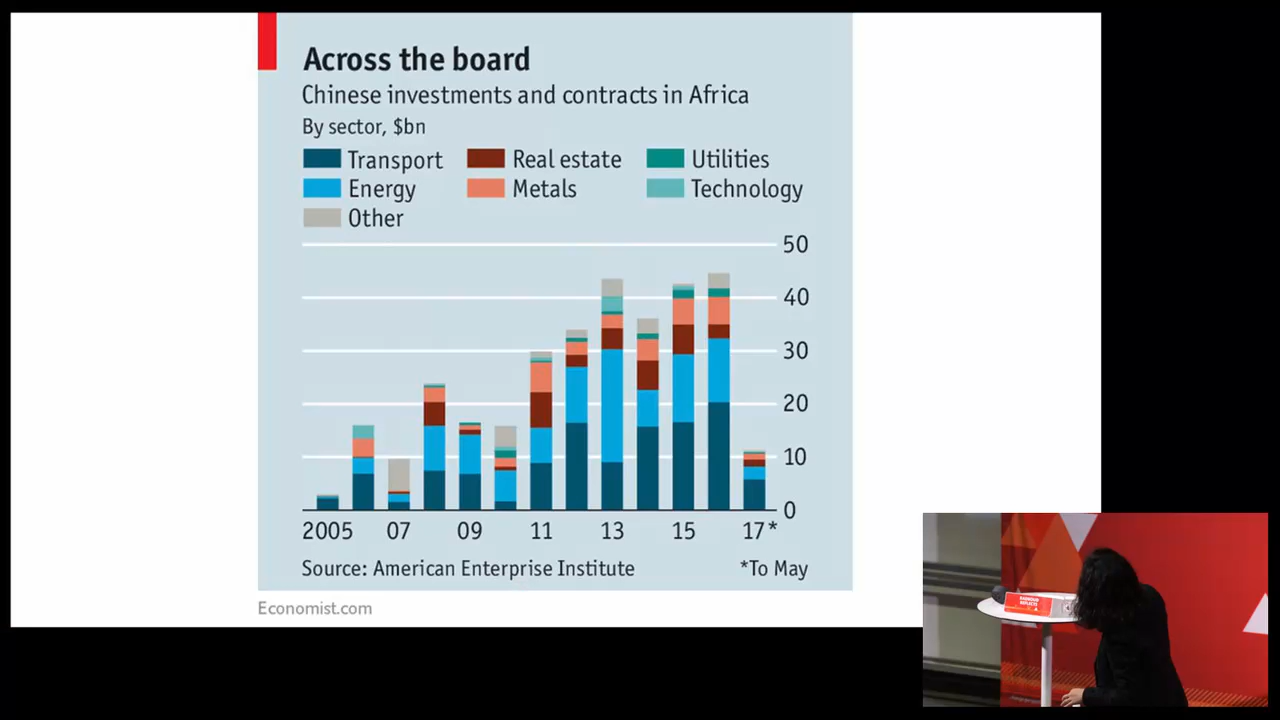 Across the board
Chinese investments and contracts in Africa
By sector, $bn
Transport Real estate Utilities
Energy Metals Technology
Other
50
40
30
20
10
0
2005 07 09 11 13 15 17*
Source: American Enterprise Institute *To May
Economist.com